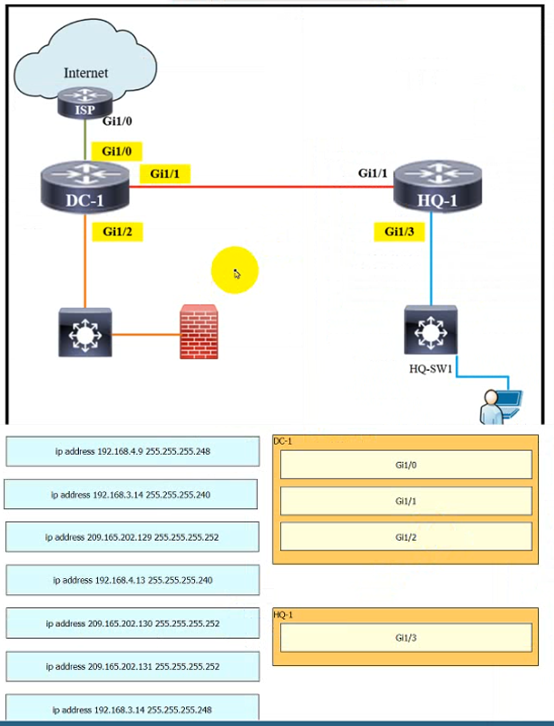 Internet
ISP
Gi1/0
Gi1/0
Gi1/1
Gi1/1
DC-1
HQ-1
Gi1/2
Gi1/3
HQ-SW1
ip address 192.168.4.9 255.255.255.248
ip address 192.168.3.14 255.255.255.240
ip address 209.165.202.129 255.255.255.252
ip address 192.168.4.13 255.255.255.240
ip address 209.165.202.130 255.255.255.252
ip address 209.165.202.131 255.255.255.252
ip address 192.168.3.14 255.255.255.248
DC-1
Gi1/0
Gi1/1
Gi1/2
HQ-1
Gi1/3